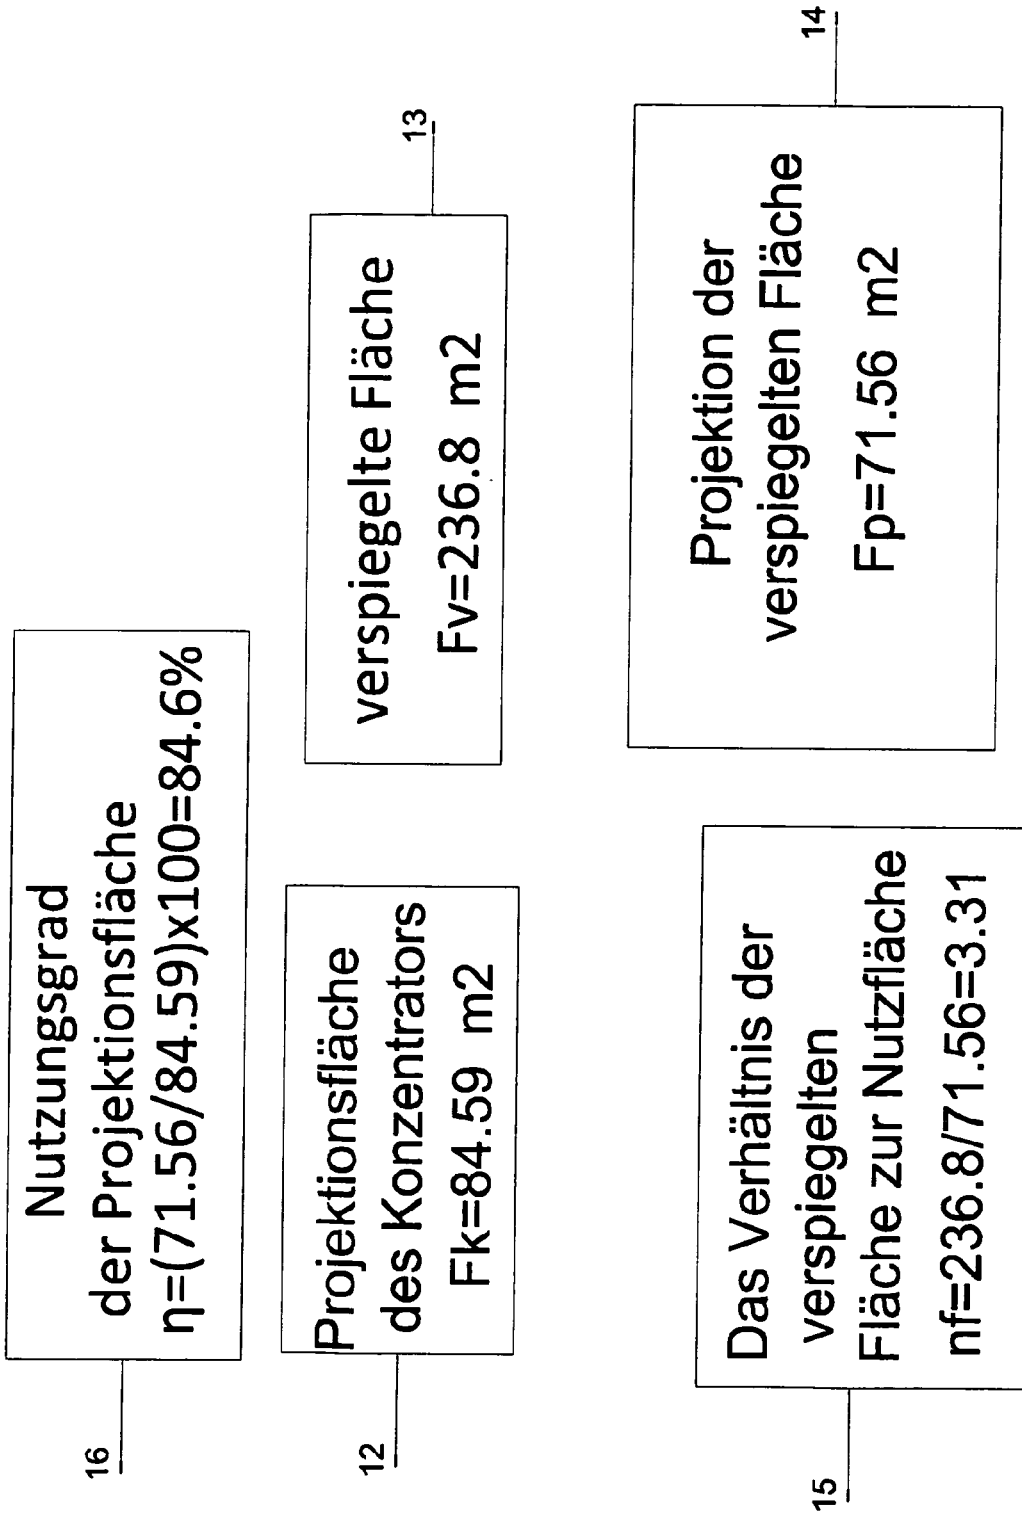 16
Nutzungsgrad
der Projektionsfläche
η=(71.56/84.59)x100=84.6%
12
Projektionsfläche
des Konzentrators
Fk=84.59 m2
13
verspiegelte Fläche
Fv=236.8 m2
15
Das Verhältnis der
verspiegelten
Fläche zur Nutzfläche
nf=236.8/71.56=3.31
14
Projektion der
verspiegelten Fläche
Fp=71.56 m2